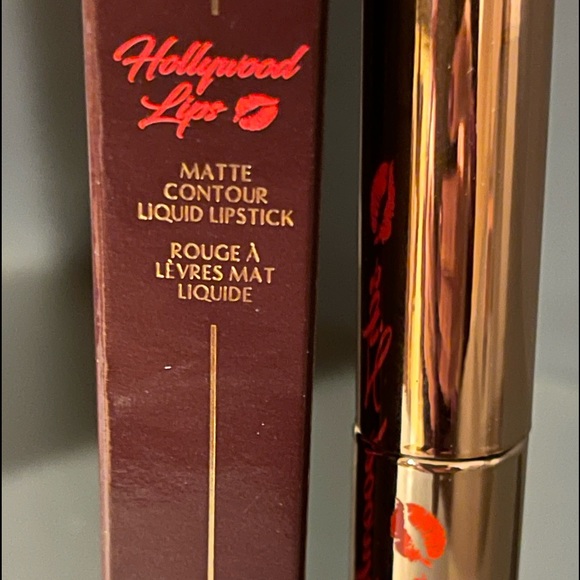 Hollywood
Lips
MATTE
CONTOUR
LIQUID LIPSTICK
ROUGE À
LÈVRES MAT
LIQUIDE